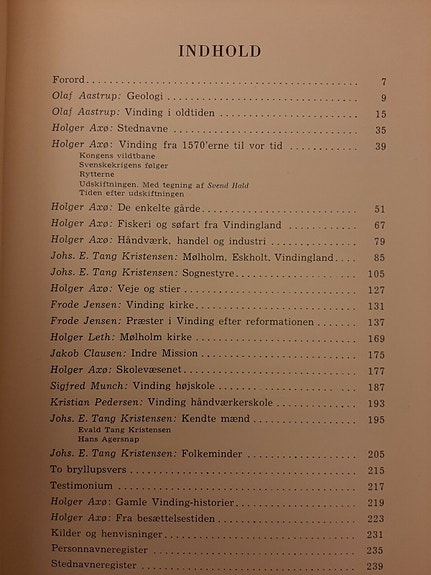 INDHOLD
Forord 7
Olaf Aastrup: Geologi 9
Olaf Aastrup: Vinding i oldtiden 15
Holger Axø: Stednavne 35
Holger Axø: Vinding fra 1570'erne til vor tid 39
Kongens vildtbane
Svenskekrigens følger
Rytterne
Udskiftningen. Med tegning af Svend Hald
Tiden efter udskiftningen
Holger Axø: De enkelte gårde 51
Holger Axø: Fiskeri og søfart fra Vindingland 67
Holger Axø: Håndværk, handel og industri 79
Johs. E. Tang Kristensen: Mølholm, Eskholt, Vindingland 85
Johs. E. Tang Kristensen: Sognestyre 105
Holger Axø: Veje og stier 127
Frode Jensen: Vinding kirke 131
Frode Jensen: Præster i Vinding efter reformationen 137
Holger Leth: Mølholm kirke 169
Jakob Clausen: Indre Mission 175
Holger Axø: Skolevæsenet 177
Sigfred Munch: Vinding højskole 187
Kristian Pedersen: Vinding håndværkerskole 193
Johs. E. Tang Kristensen: Kendte mænd 195
Evald Tang Kristensen
Hans Agersnap
Johs. E. Tang Kristensen: Folkeminder 205
To bryllupsvers 215
Testimonium 217
Holger Axø: Gamle Vinding-historier 219
Holger Axø: Fra besættelsestiden 223
Kilder og henvisninger 231
Personnavneregister 235
Stednavneregister 239